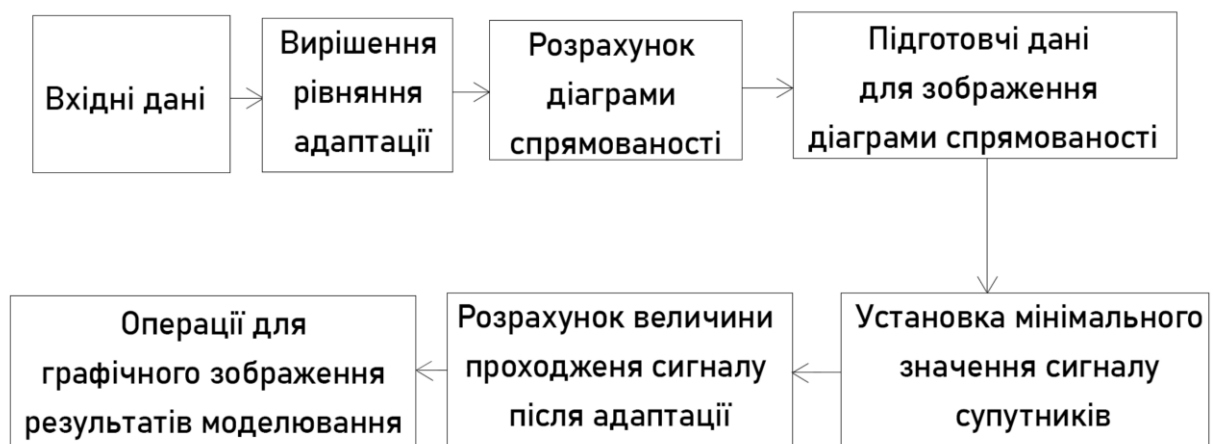 Вхідні дані
Вирішення
рівняння
адаптації
Розрахунок
діаграми
спрямованості
Підготовчі дані
для зображення
діаграми спрямованості
Установка мінімального
значення сигналу
супутників
Розрахунок величини
проходженя сигналу
після адаптації
Операції для
графічного зображення
результатів моделювання